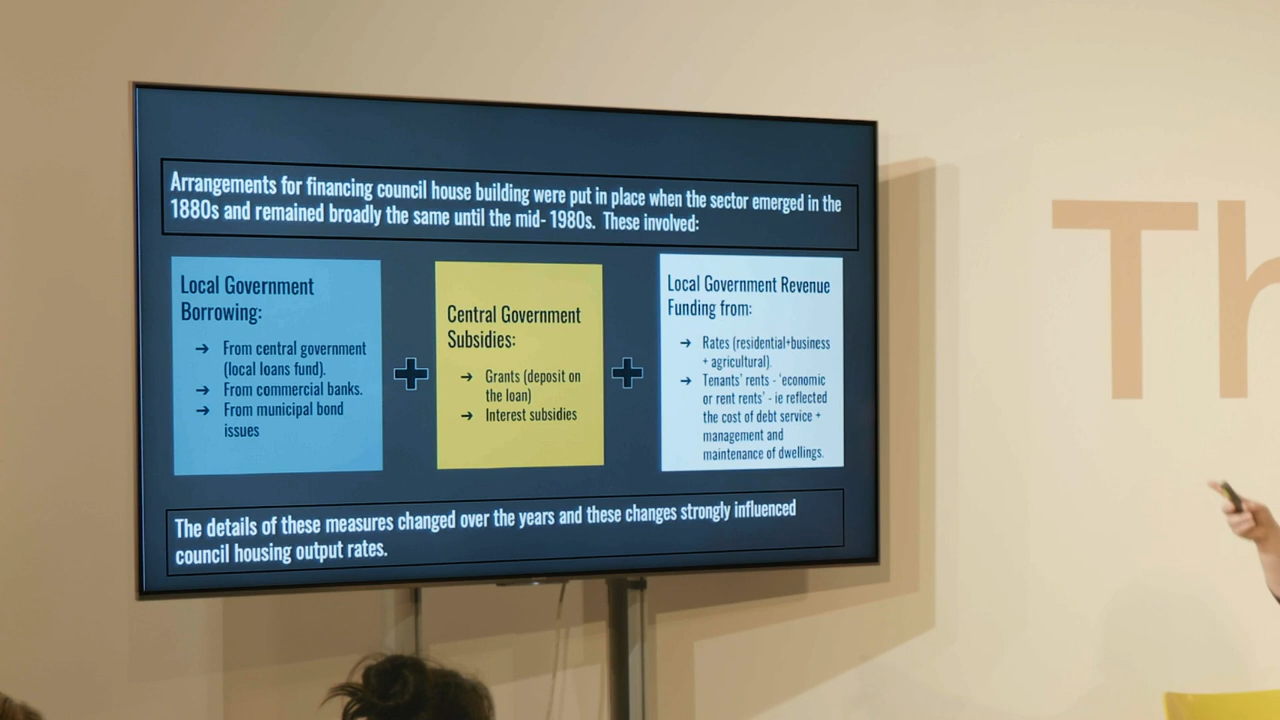 Arrangements for financing council house building were put in place when the sector emerged in the
1880s and remained broadly the same until the mid- 1980s. These involved:
Local Government
Borrowing:
➔ From central government
(local loans fund).
➔ From commercial banks.
➔ From municipal bond
issues
+
Central Government
Subsidies:
➔ Grants (deposit on
the loan)
➔ Interest subsidies
+
Local Government Revenue
Funding from:
➔ Rates (residential+business
+ agricultural).
➔ Tenants' rents - 'economic
or rent rents' - ie reflected
the cost of debt service +
management and
maintenance of dwellings.
The details of these measures changed over the years and these changes strongly influenced
council housing output rates.
Th